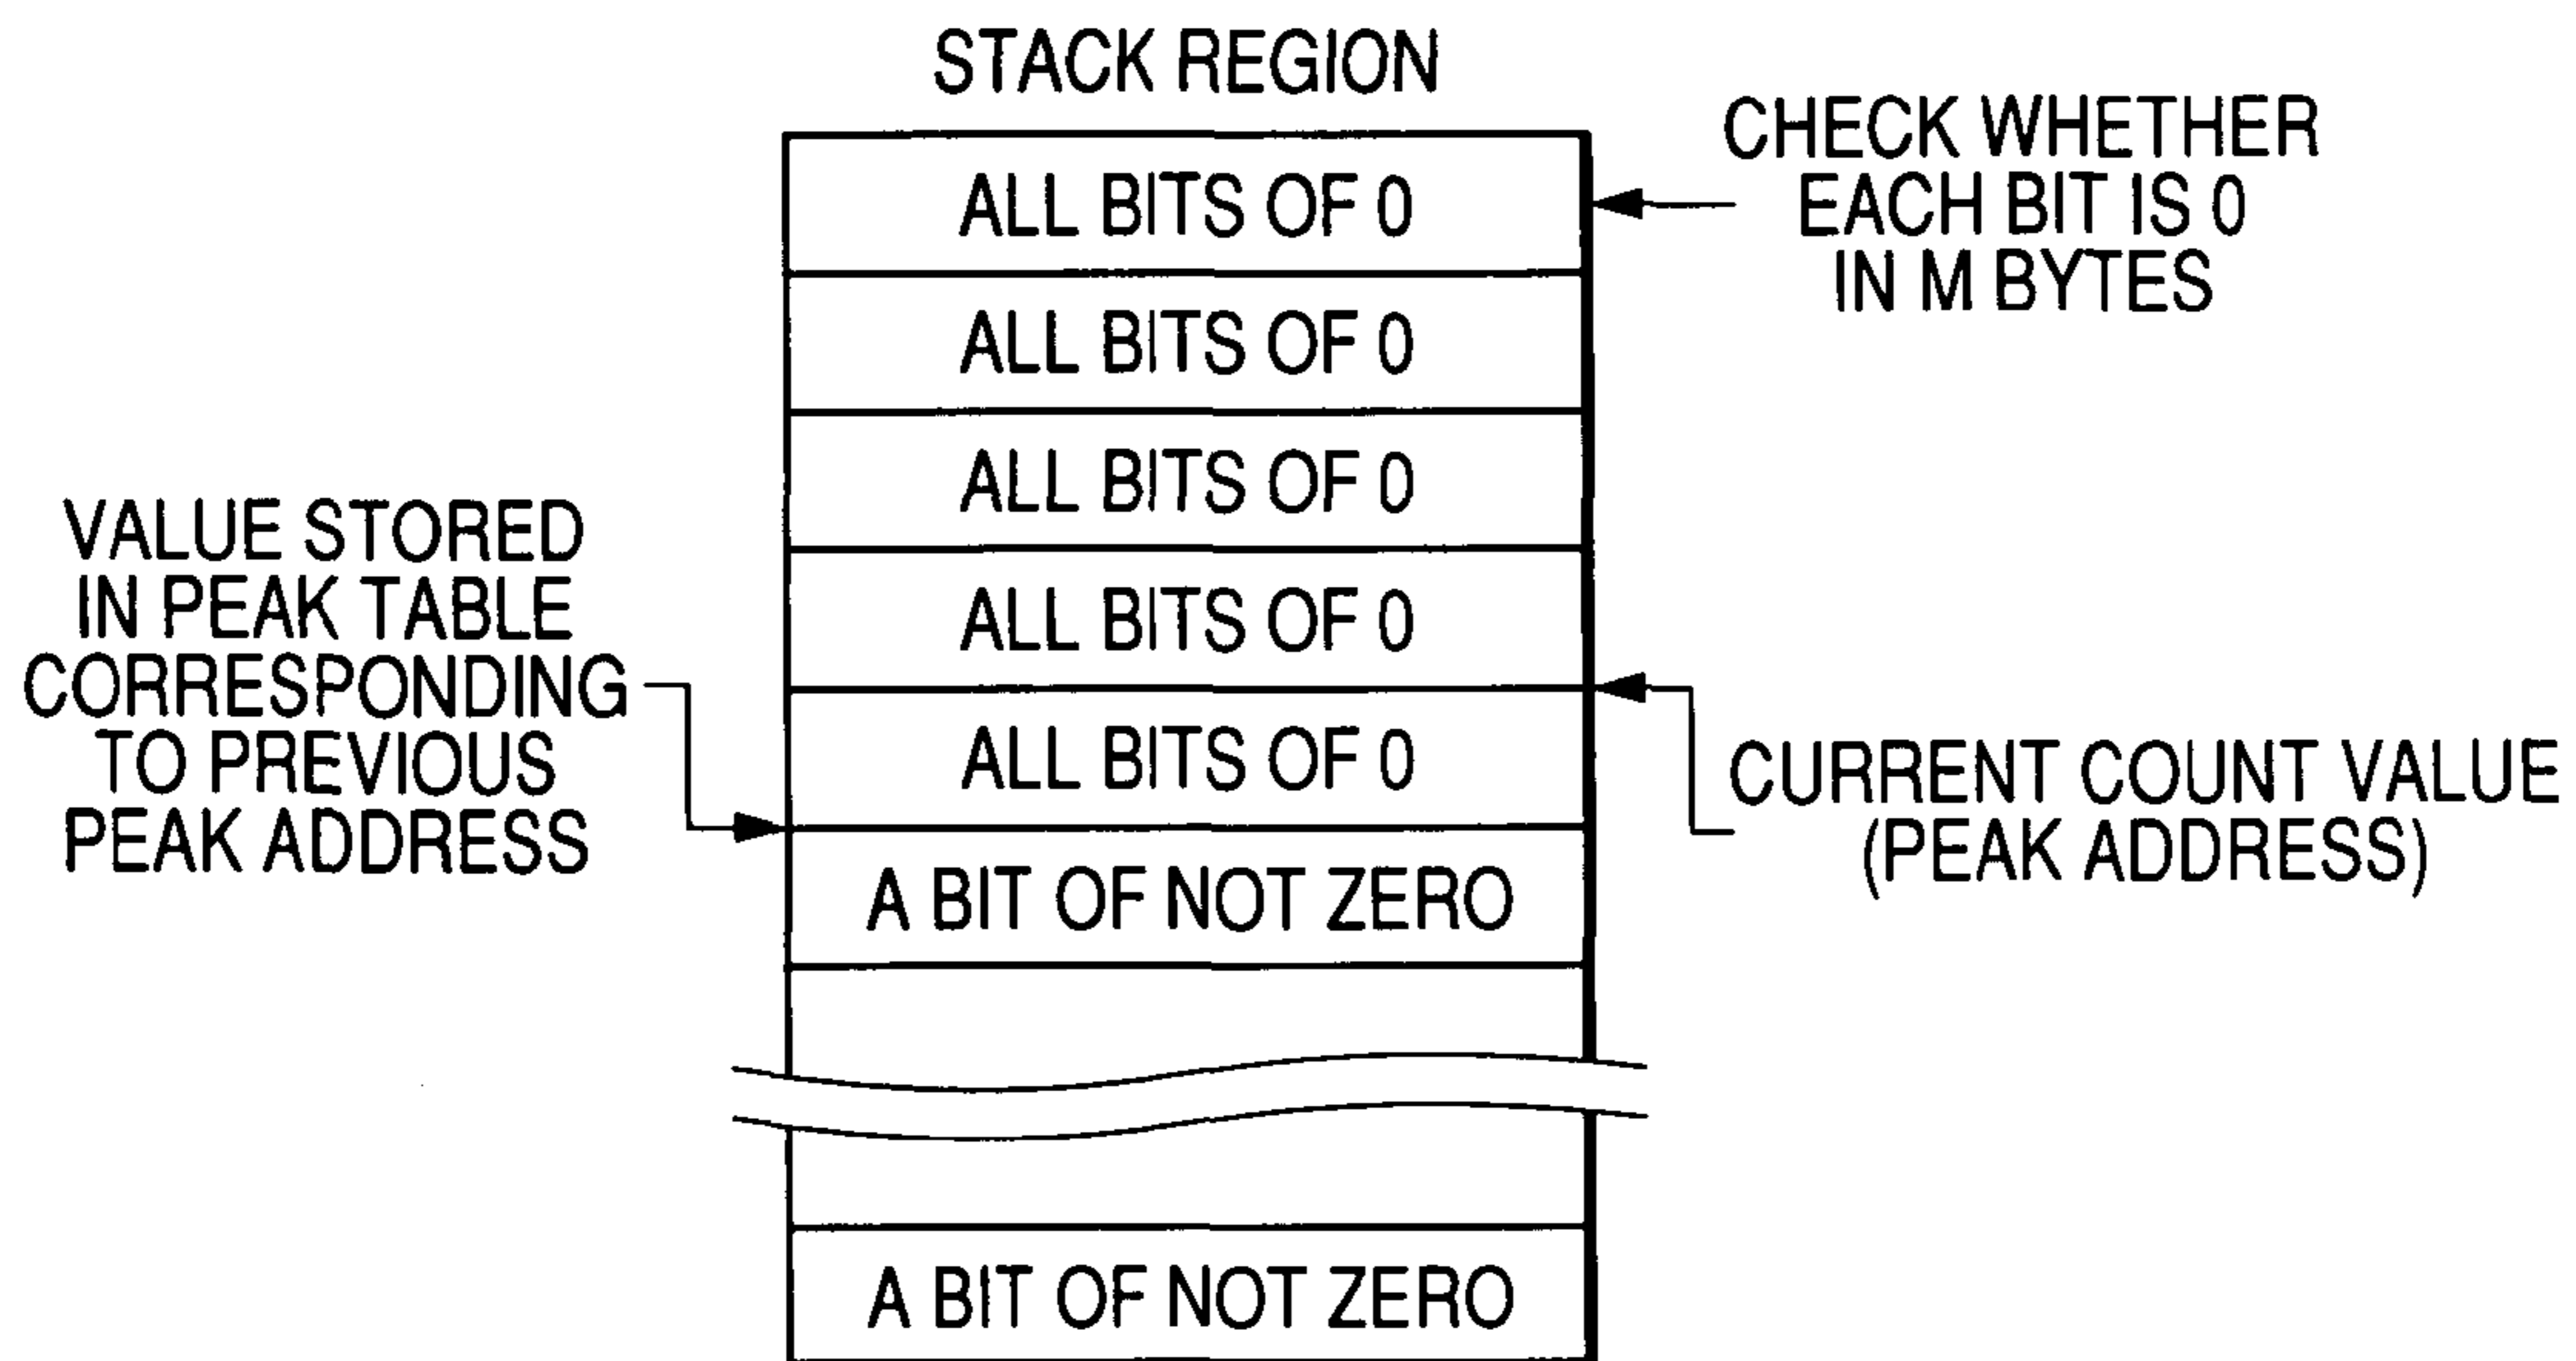 STACK REGION
CHECK WHETHER
EACH BIT IS 0
IN M BYTES
ALL BITS OF 0
ALL BITS OF 0
ALL BITS OF 0
ALL BITS OF 0
ALL BITS OF 0
VALUE STORED
IN PEAK TABLE
CORRESPONDING
TO PREVIOUS
PEAK ADDRESS
CURRENT COUNT VALUE
(PEAK ADDRESS)
A BIT OF NOT ZERO
A BIT OF NOT ZERO